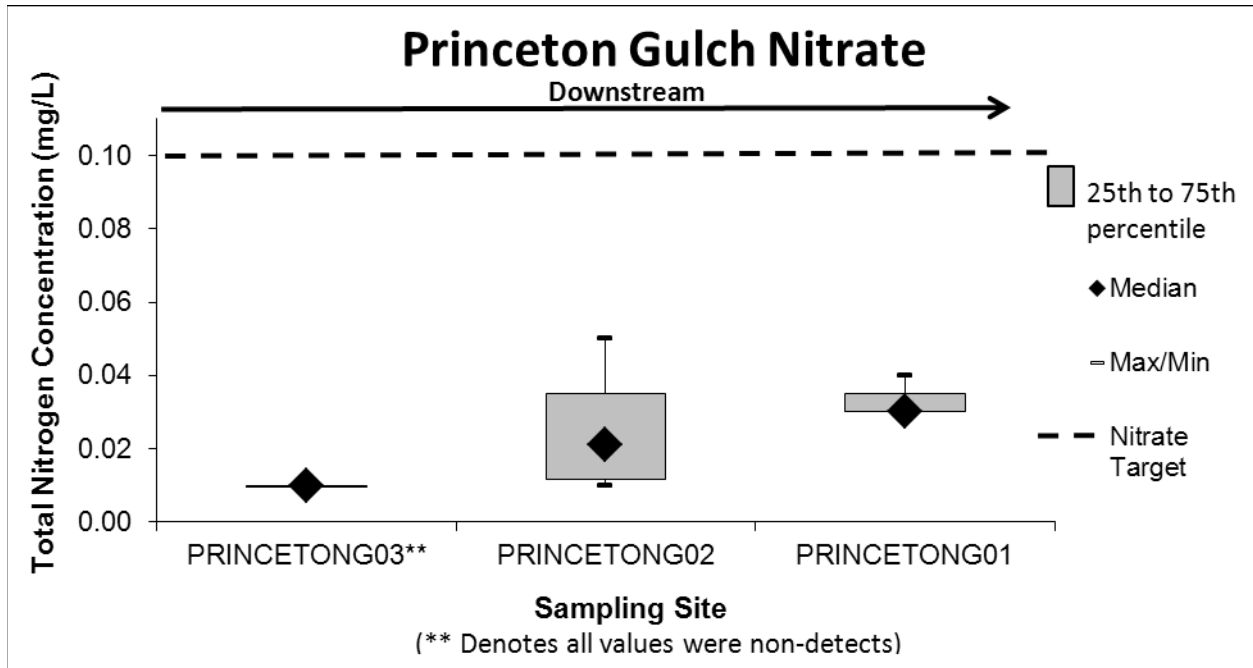 Princeton Gulch Nitrate
Downstream
Total Nitrogen Concentration (mg/L)
0.10
0.08
0.06
0.04
0.02
0.00
PRINCETONG03** PRINCETONG02 PRINCETONG01
Sampling Site
(** Denotes all values were non-detects)
25th to 75th
percentile
Median
Max/Min
Nitrate
Target